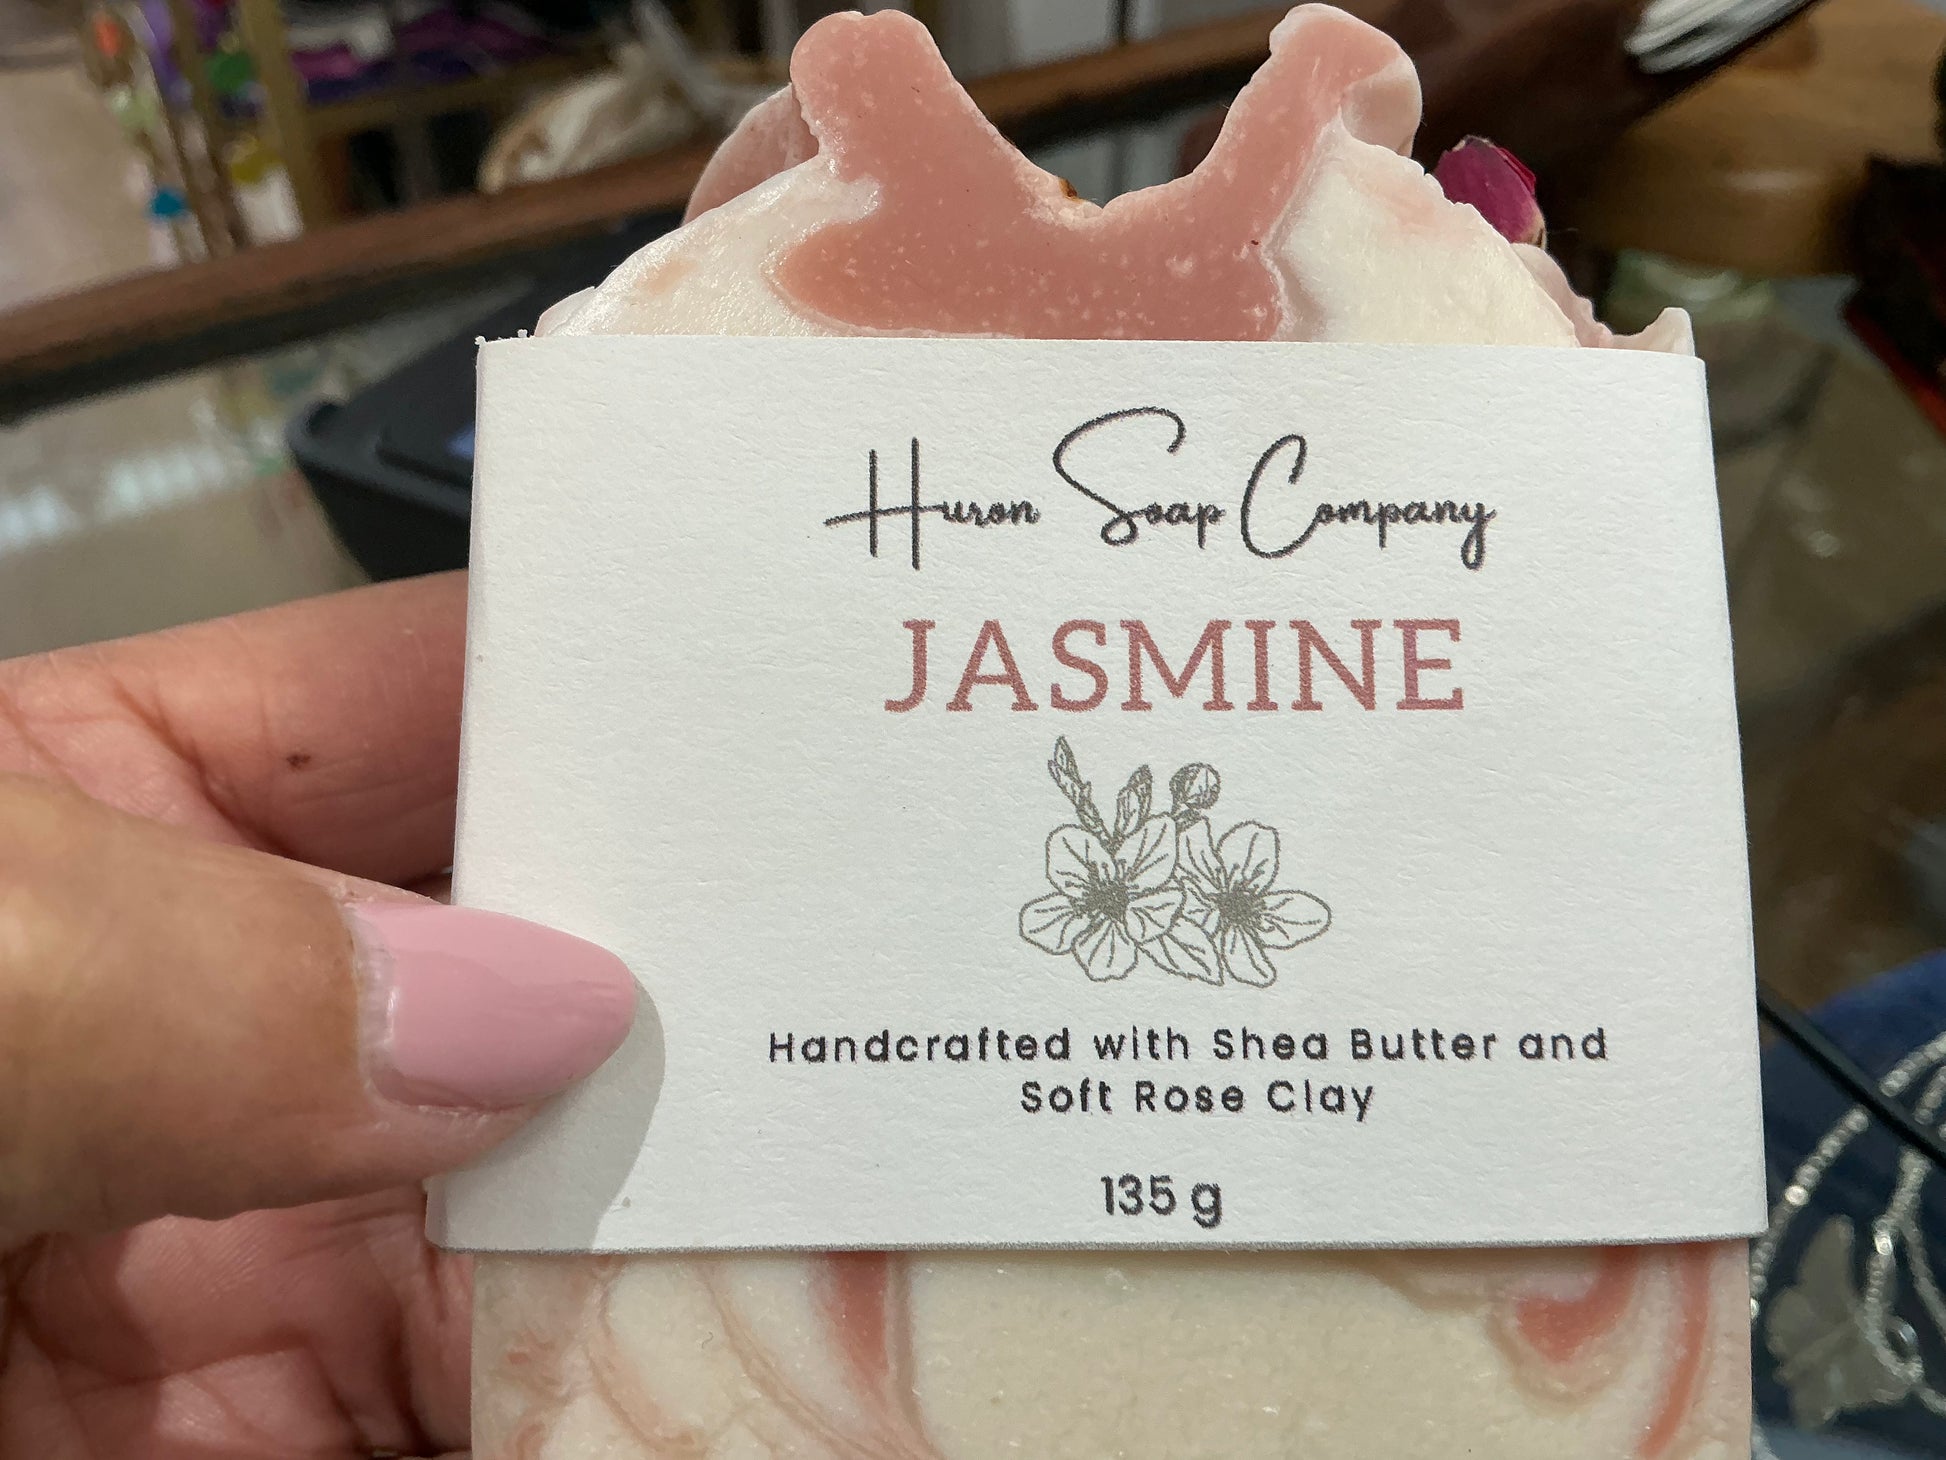 Huron Soap Company
JASMINE
Handcrafted with Shea Butter and
Soft Rose Clay
135 g